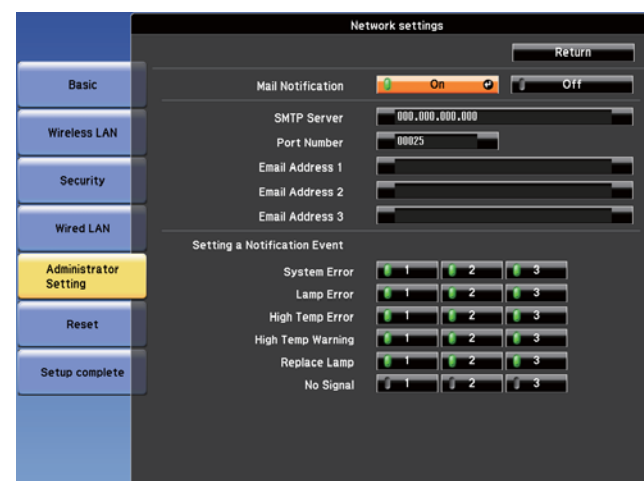 Network settings
Return
Basic
Wireless LAN
Security
Wired LAN
Administrator
Setting
Reset
Setup complete
Mail Notification On Off
SMTP Server 000.000.000.000
Port Number 00025
Email Address 1
Email Address 2
Email Address 3
Setting a Notification Event
System Error 1 2 3
Lamp Error 1 2 3
High Temp Error 1 2 3
High Temp Warning 1 2 3
Replace Lamp 1 2 3
No Signal 1 2 3